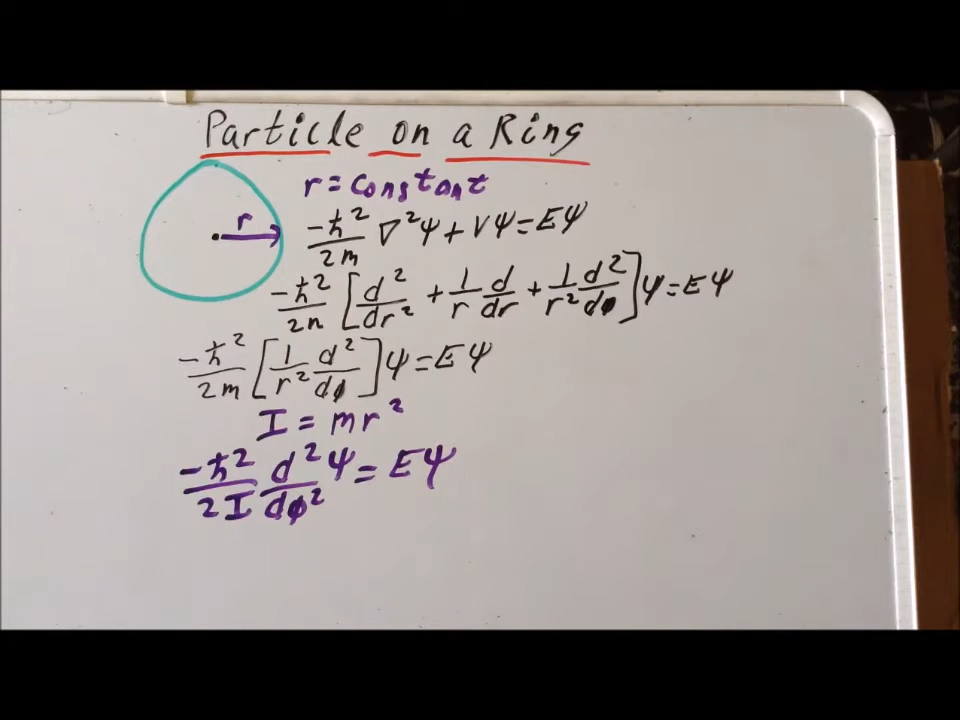 Particle on a Ring
r = constant
r
-ħ²/2m ∇²Ψ + VΨ = EΨ
-ħ²/2n [d²/dr² + 1/r d/dr + 1/r² d²/dϕ] Ψ = EΨ
-ħ²/2m [1/r² d²/dϕ] Ψ = EΨ
I = mr²
-ħ²/2I d²Ψ/dϕ² = EΨ